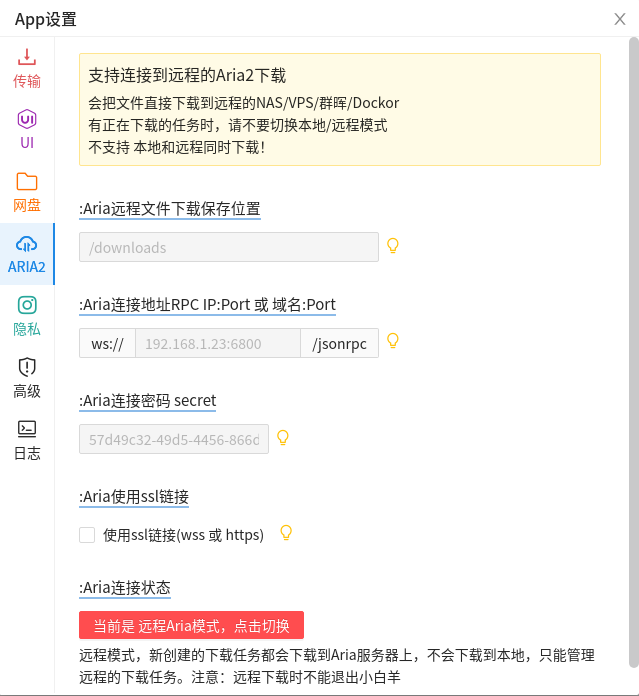 App设置
传输
UI
网盘
ARIA2
隐私
高级
日志
支持连接到远程的Aria2下载
会把文件直接下载到远程的NAS/VPS/群晖/Dockor
有正在下载的任务时，请不要切换本地/远程模式
不支持 本地和远程同时下载！
:Aria远程文件下载保存位置
/downloads
:Aria连接地址RPC IP:Port 或 域名:Port
ws:// 192.168.1.23:6800 /jsonrpc
:Aria连接密码 secret
57d49c32-49d5-4456-866d
:Aria使用ssl链接
使用ssl链接(wss 或 https)
:Aria连接状态
当前是 远程Aria模式，点击切换
远程模式，新创建的下载任务都会下载到Aria服务器上，不会下载到本地，只能管理
远程的下载任务。注意：远程下载时不能退出小白羊